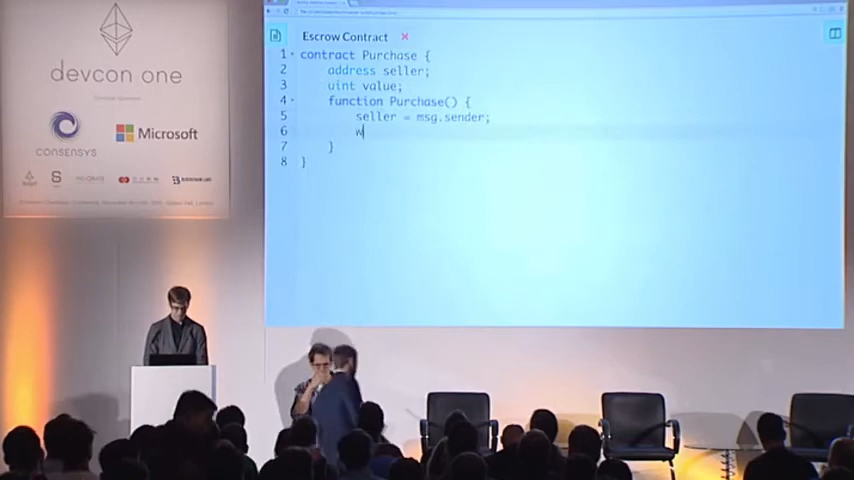 devcon one
CONSENSYS
Microsoft
Escrow Contract
1 contract Purchase {
2 address seller;
3 uint value;
4 function Purchase() {
5 seller = msg.sender;
6 w
7 }
8 }